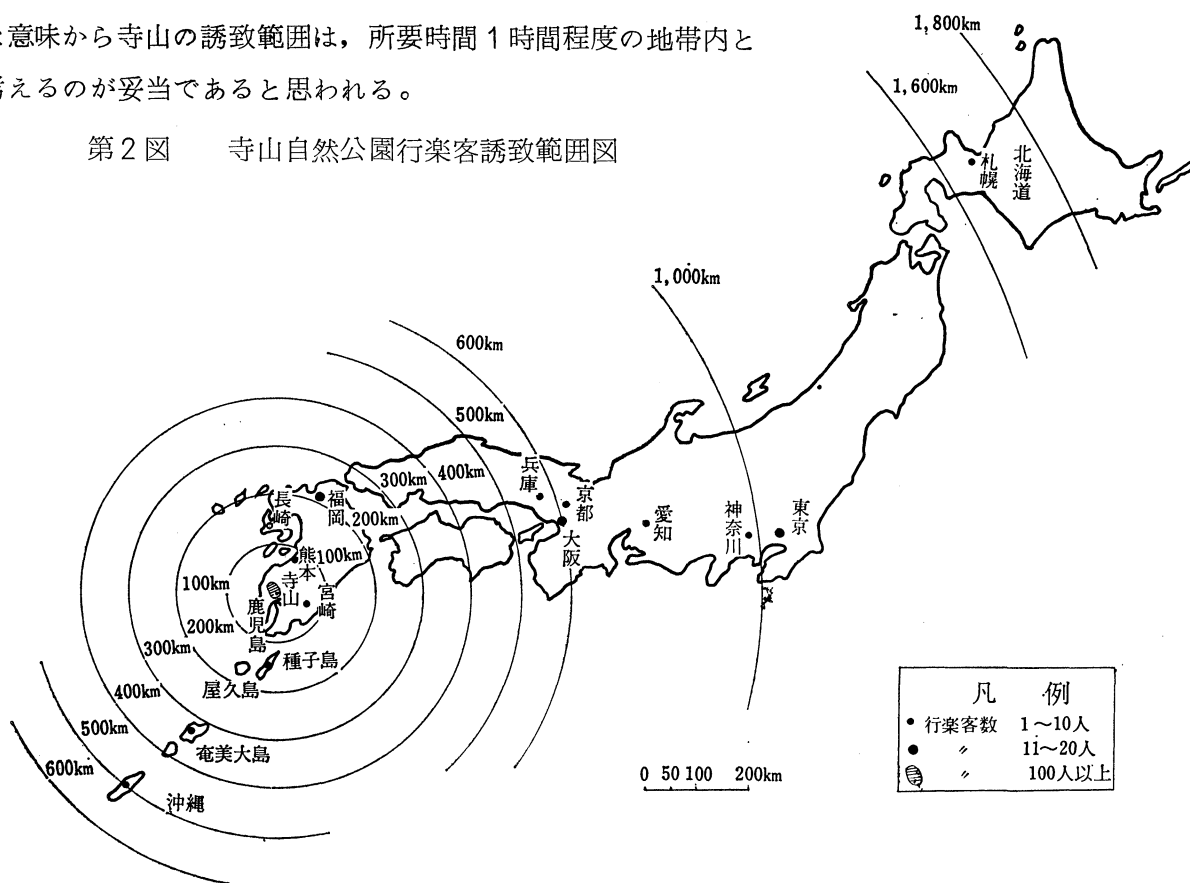 意味から寺山の誘致範囲は，所要時間1時間程度の地帯内と
えるのが妥当であると思われる。
第2図　寺山自然公園行楽客誘致範囲図
1,800km
1,600km
札幌
北海道
1,000km
600km
500km
400km
300km
200km
100km
兵庫
京都
大阪
愛知
神奈川
東京
長崎
福岡
熊本
寺山
宮崎
鹿児島
100km
200km
300km
400km
500km
600km
種子島
屋久島
奄美大島
沖縄
0 50 100 200km
凡　例
行楽客数 1～10人
〃 11～20人
〃 100人以上